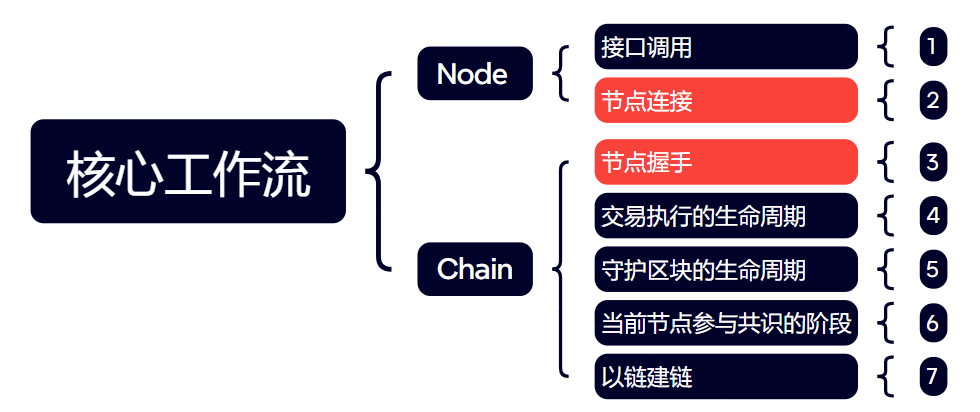 核心工作流
Node
接口调用
1
节点连接
2
Chain
节点握手
3
交易执行的生命周期
4
守护区块的生命周期
5
当前节点参与共识的阶段
6
以链建链
7